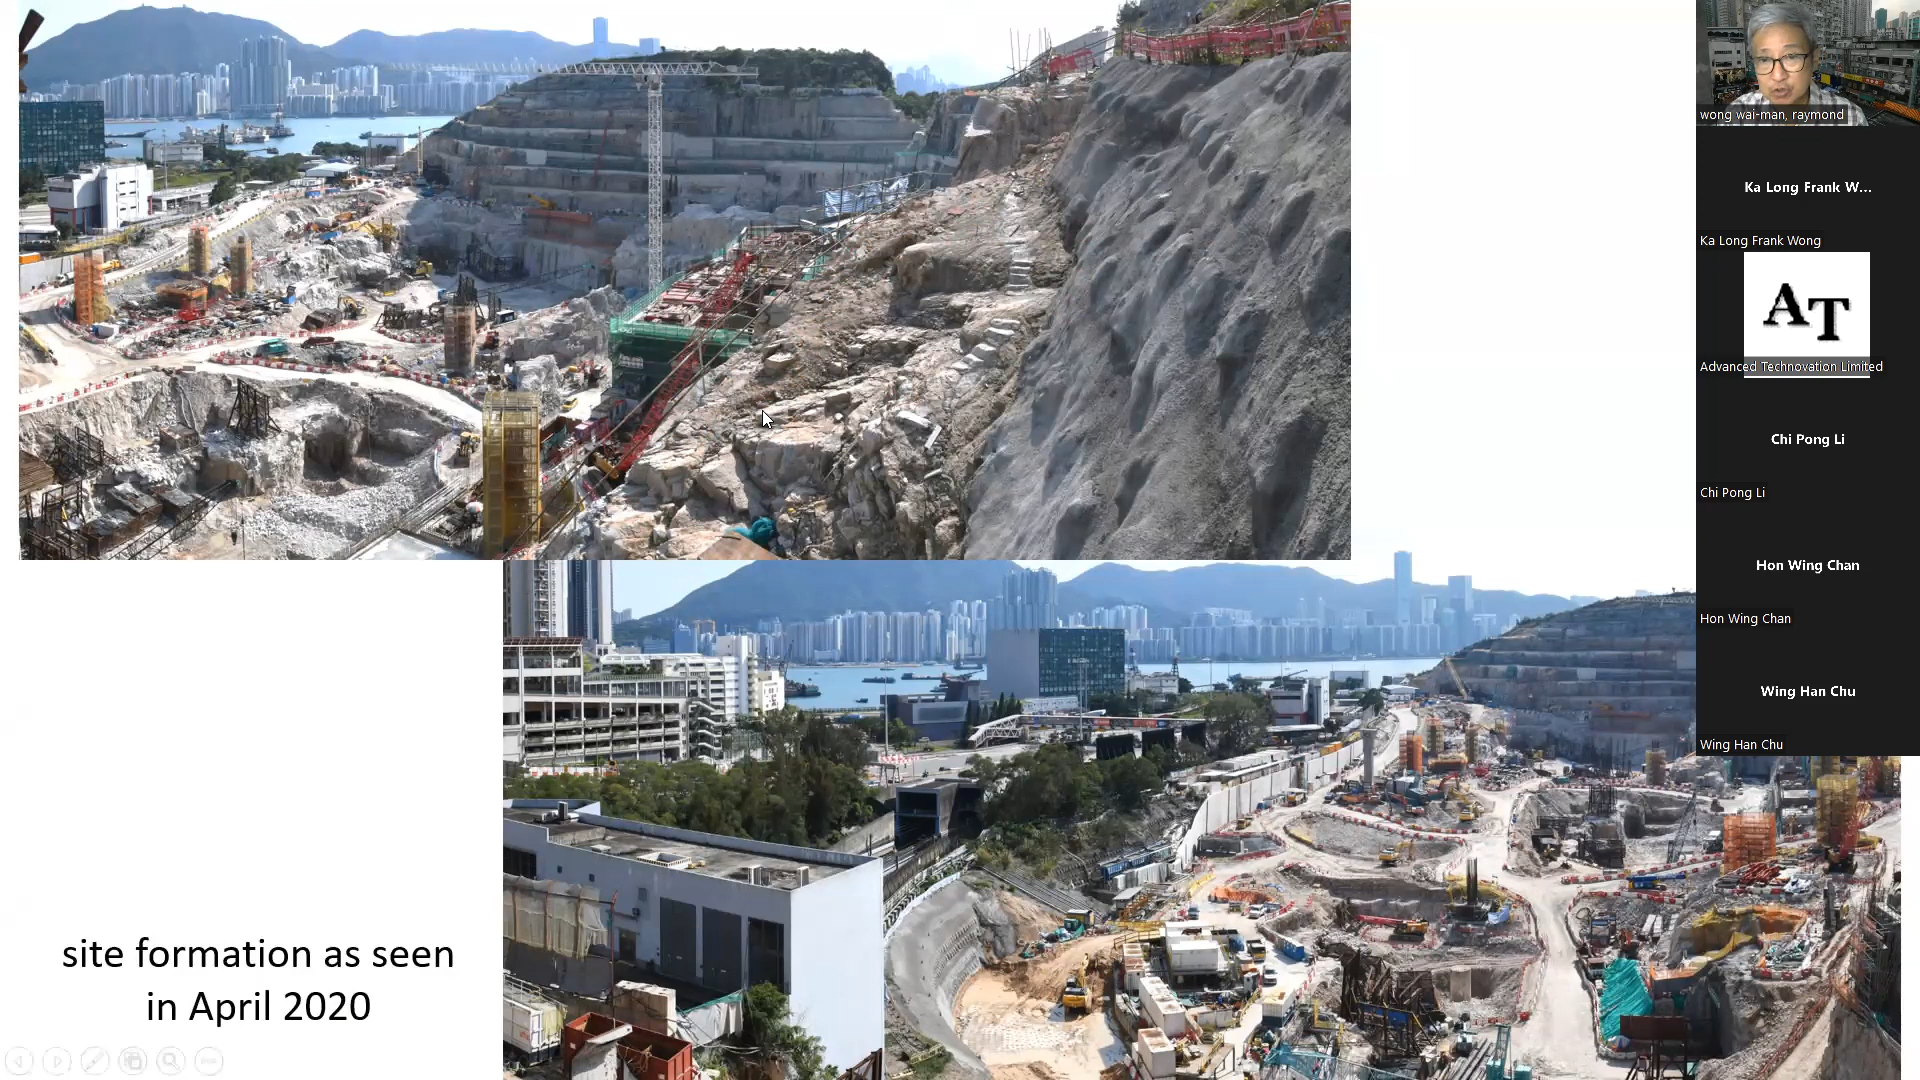 site formation as seen
in April 2020
wong wai-man, raymond
Ka Long Frank W...
Ka Long Frank Wong
AT
Advanced Technovation Limited
Chi Pong Li
Chi Pong Li
Hon Wing Chan
Hon Wing Chan
Wing Han Chu
Wing Han Chu